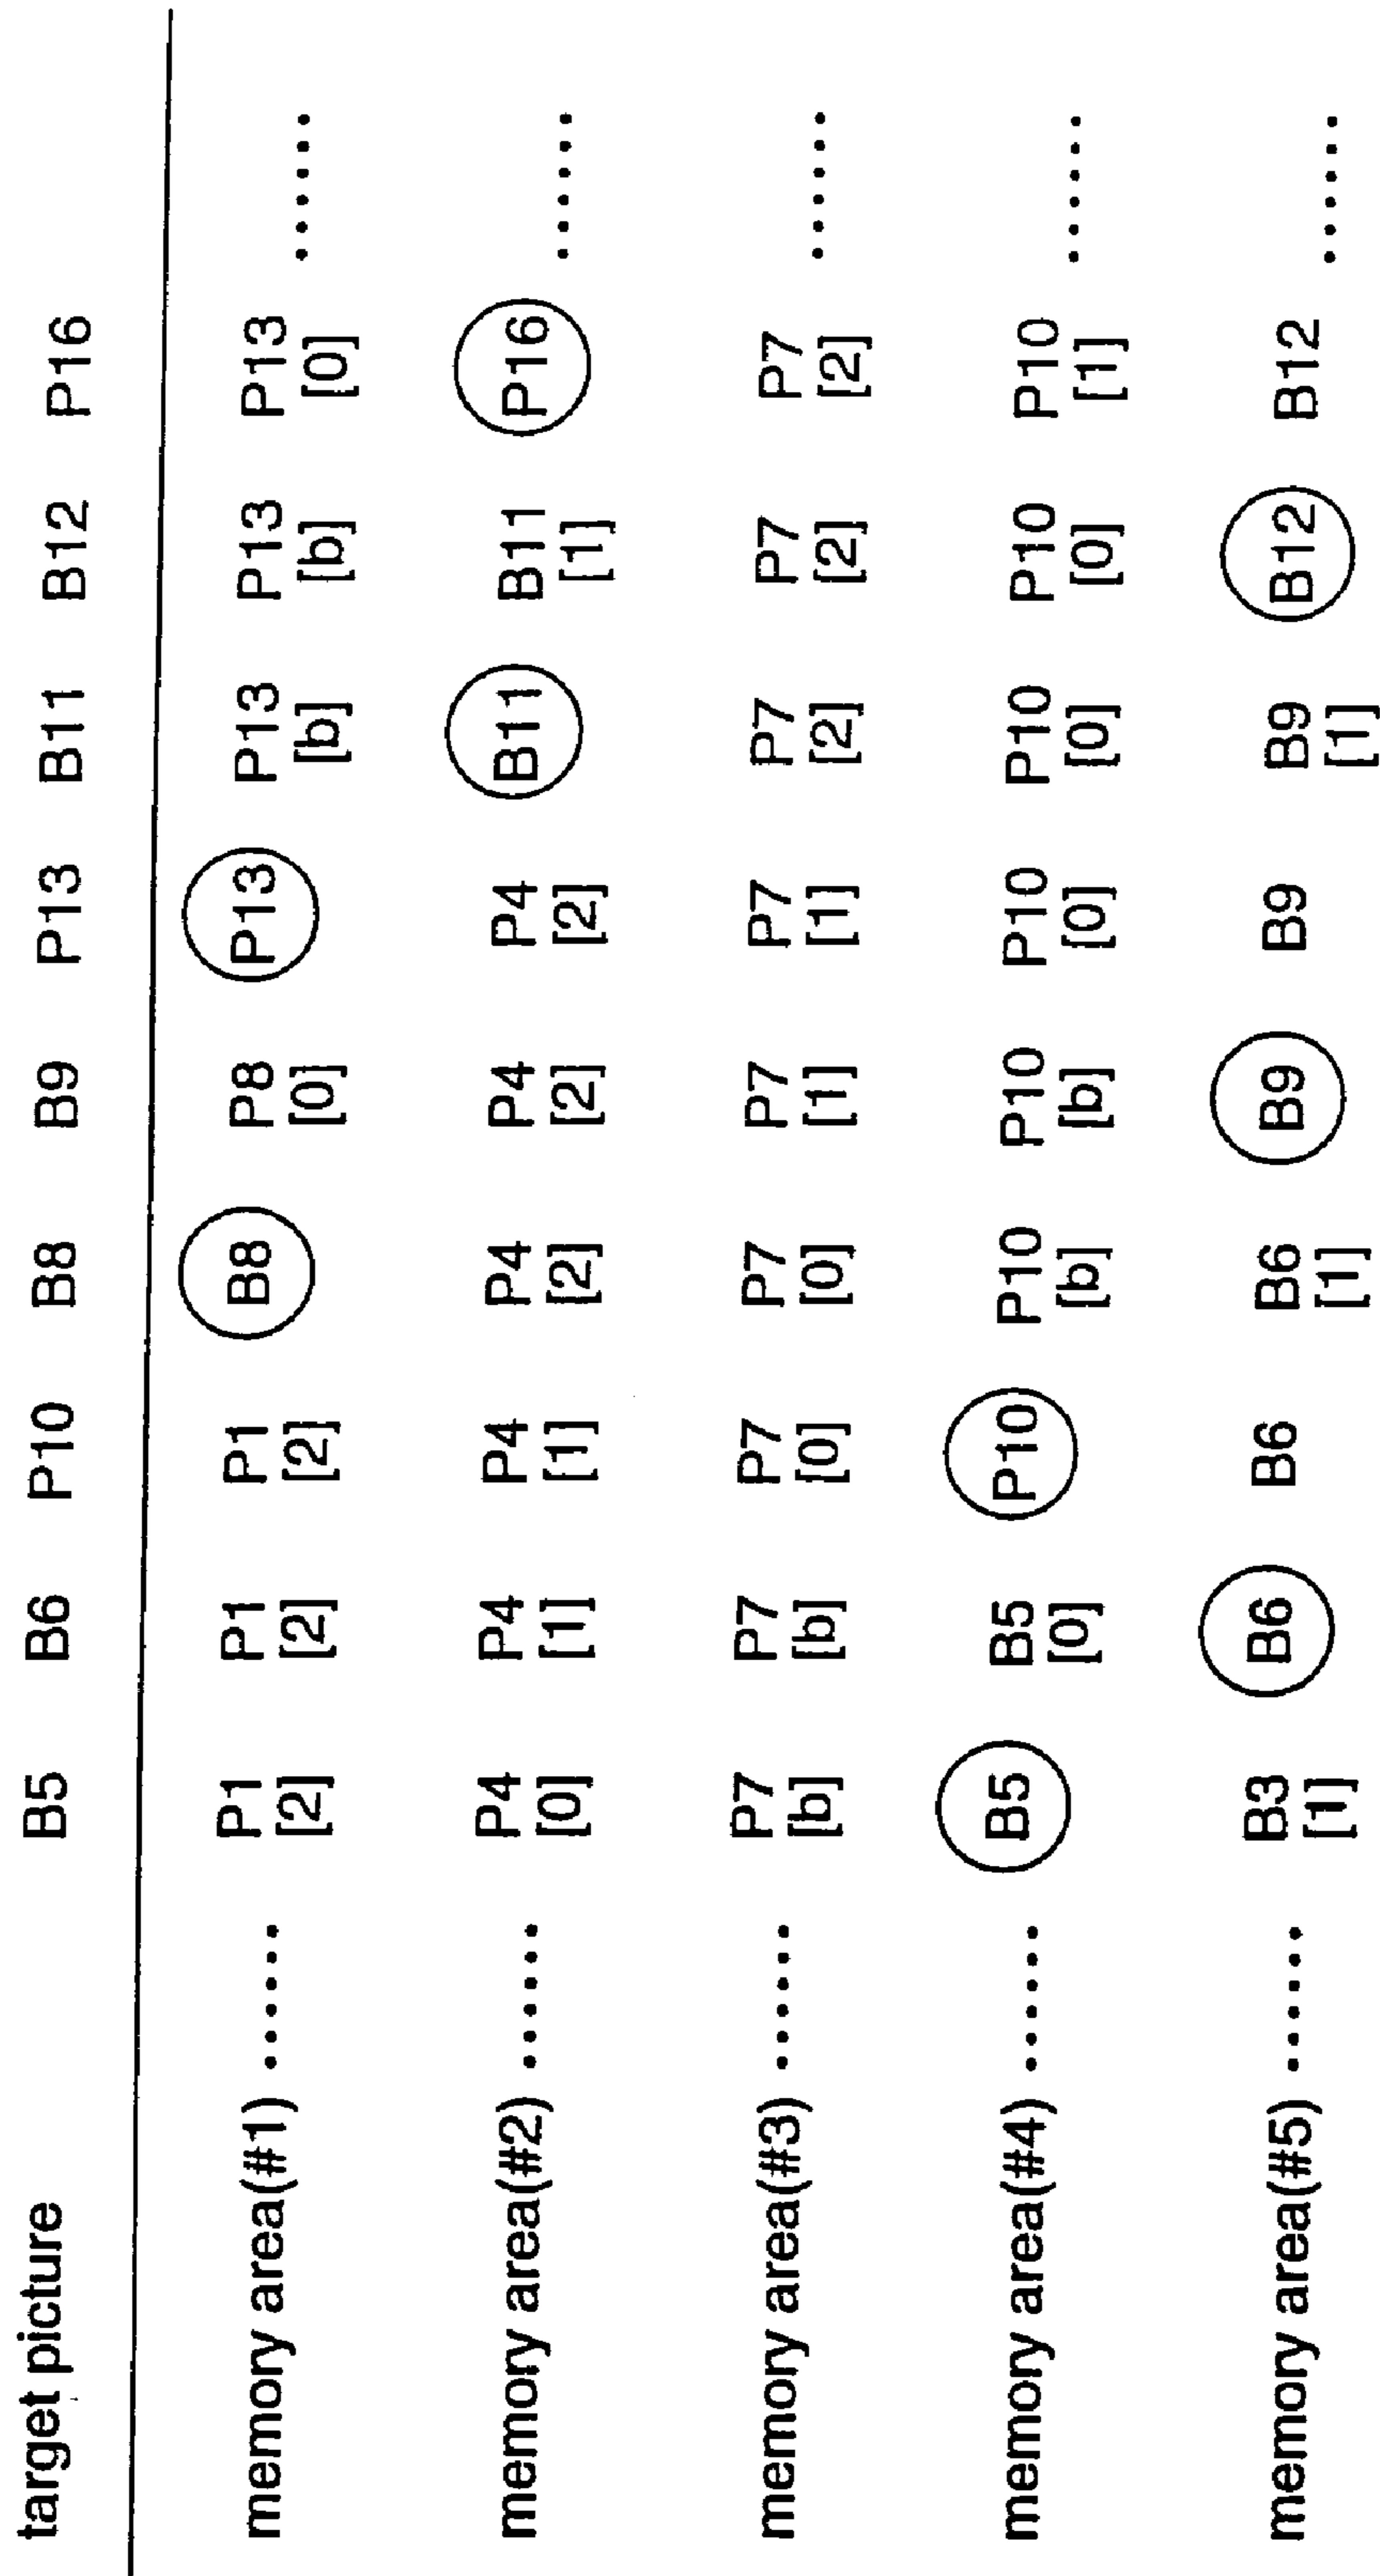 target picture B5 B6 P10 B8 B9 P13 B11 B12 P16
memory area(#1) ...... P1 P1 P1 B8 P8 P13 P13 P13 P13 ......
[2] [2] [2] [0] [b] [b] [0]
memory area(#2) ...... P4 P4 P4 P4 P4 P4 B11 B11 P16 ......
[0] [1] [1] [2] [2] [2] [1]
memory area(#3) ...... P7 P7 P7 P7 P7 P7 P7 P7 P7 ......
[b] [b] [0] [0] [1] [1] [2] [2] [2]
memory area(#4) ...... B5 B5 P10 P10 P10 P10 P10 P10 P10 ......
[0] [b] [b] [0] [0] [0] [1]
memory area(#5) ...... B3 B6 B6 B6 B9 B9 B9 B12 B12 ......
[1] [1] [1]